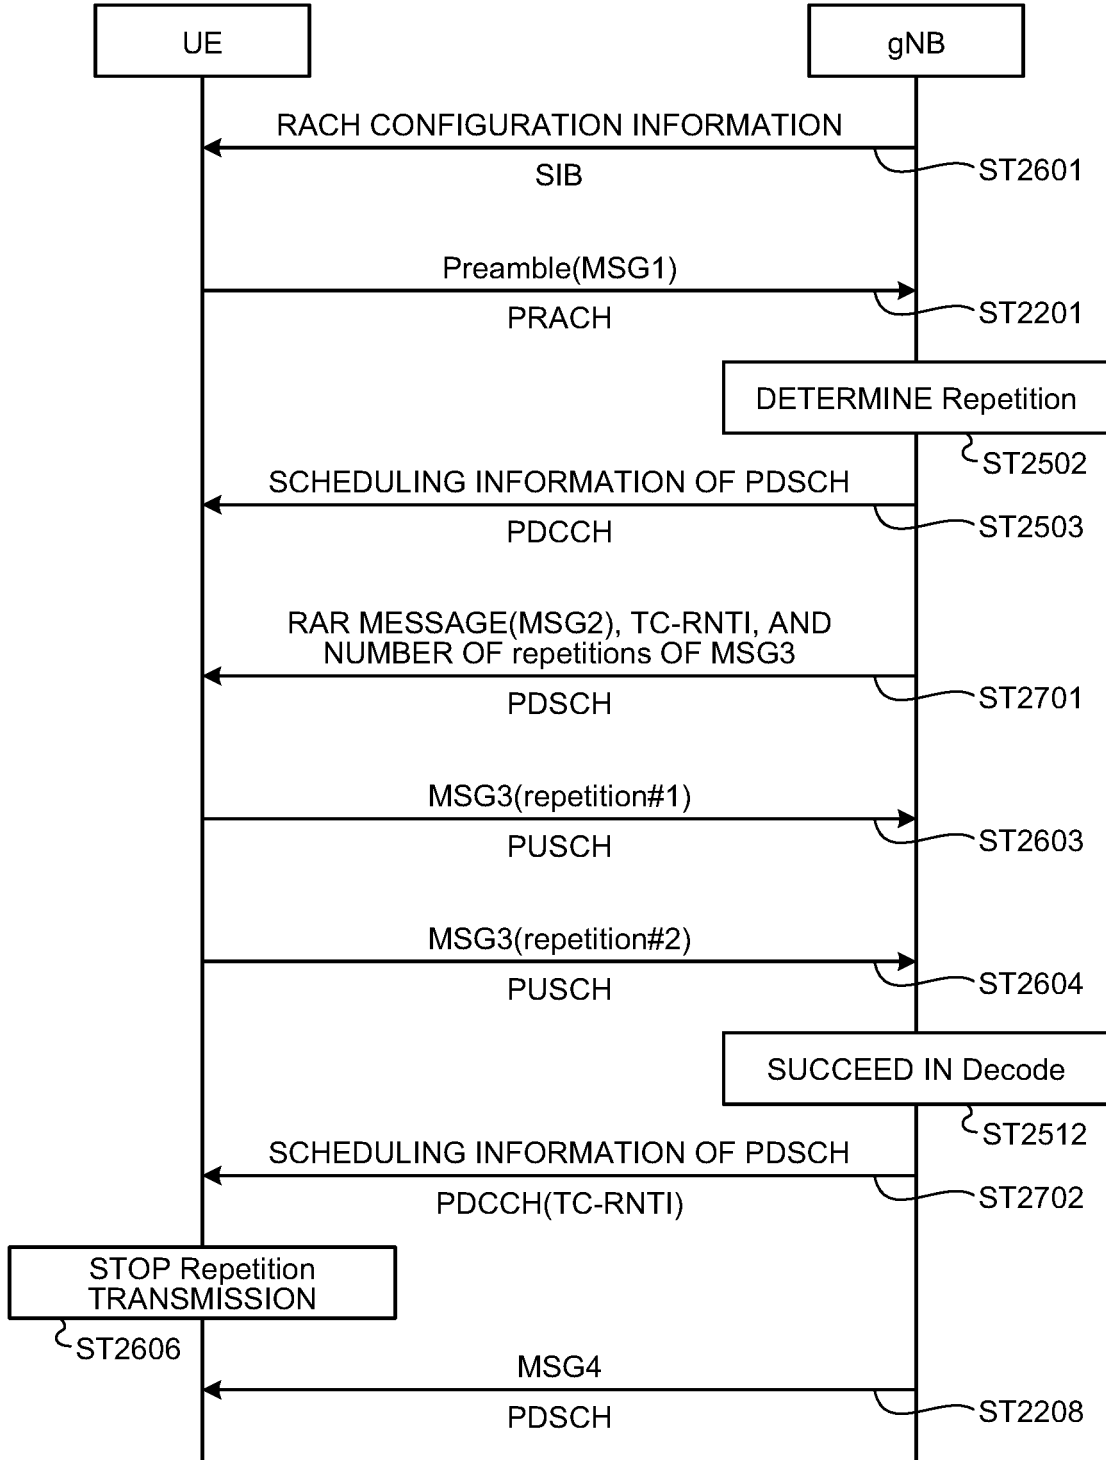 UE
gNB
RACH CONFIGURATION INFORMATION
SIB
ST2601
Preamble(MSG1)
PRACH
ST2201
DETERMINE Repetition
ST2502
SCHEDULING INFORMATION OF PDSCH
PDCCH
ST2503
RAR MESSAGE(MSG2), TC-RNTI, AND
NUMBER OF repetitions OF MSG3
PDSCH
ST2701
MSG3(repetition#1)
PUSCH
ST2603
MSG3(repetition#2)
PUSCH
ST2604
SUCCEED IN Decode
ST2512
SCHEDULING INFORMATION OF PDSCH
PDCCH(TC-RNTI)
ST2702
STOP Repetition
TRANSMISSION
ST2606
MSG4
PDSCH
ST2208